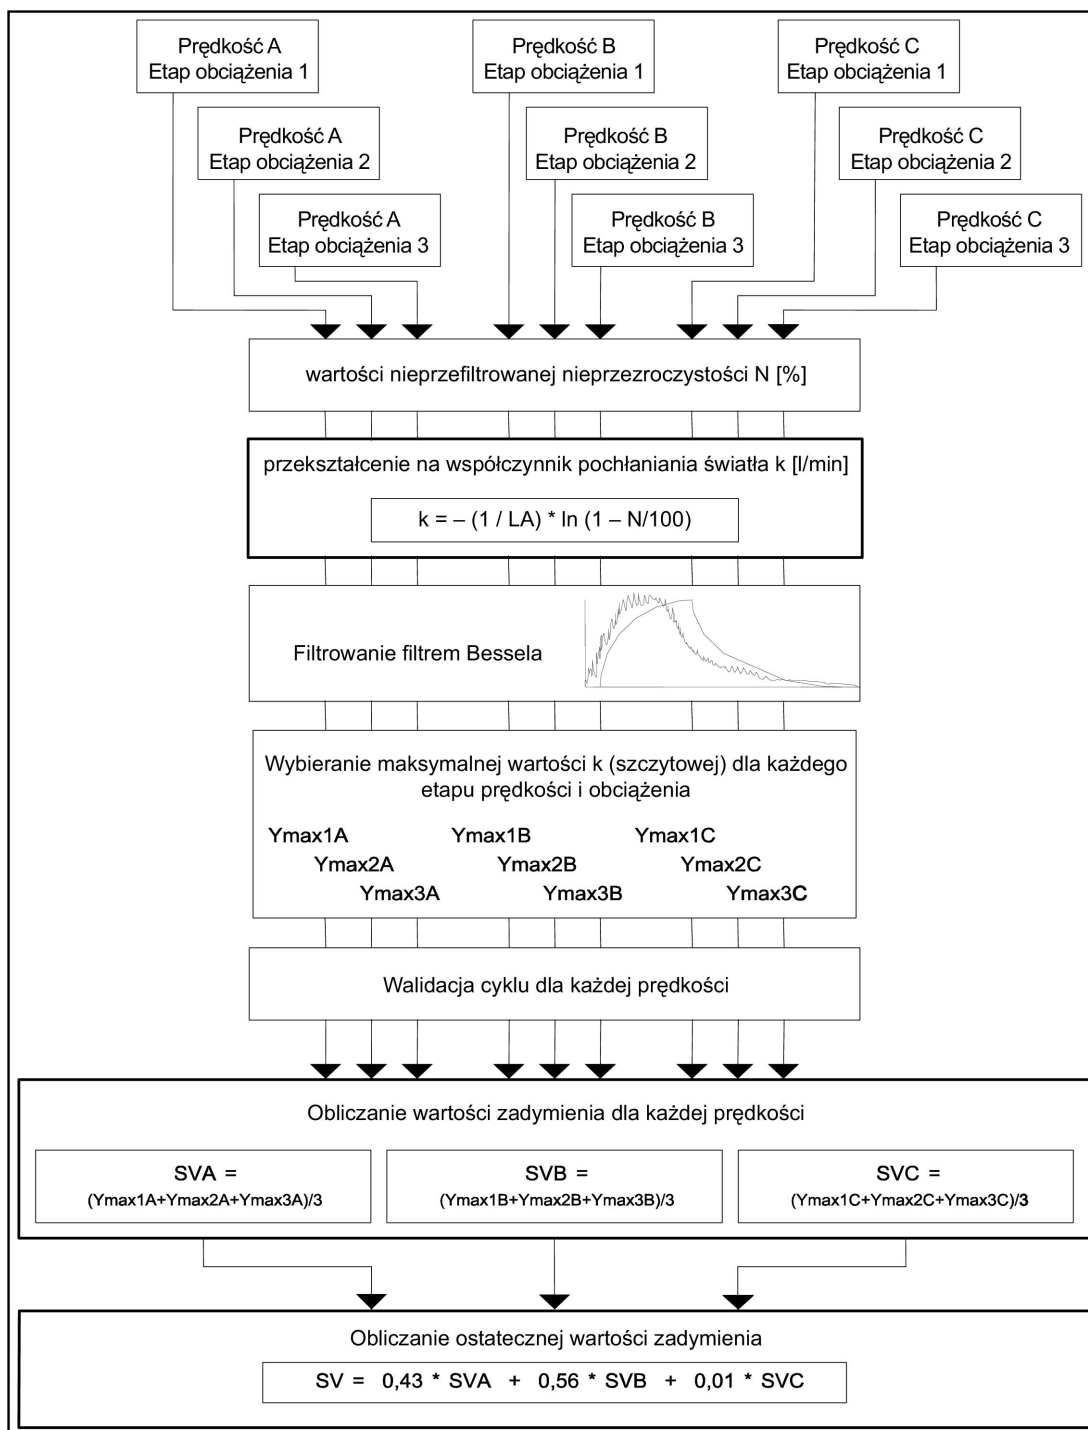 Prędkość A
Etap obciążenia 1
Prędkość B
Etap obciążenia 1
Prędkość C
Etap obciążenia 1
Prędkość A
Etap obciążenia 2
Prędkość B
Etap obciążenia 2
Prędkość C
Etap obciążenia 2
Prędkość A
Etap obciążenia 3
Prędkość B
Etap obciążenia 3
Prędkość C
Etap obciążenia 3
wartości nieprzefiltrowanej nieprzezroczystości N [%]
przekształcenie na współczynnik pochłaniania światła k [l/min]
k = – (1 / LA) * ln (1 – N/100)
Filtrowanie filtrem Bessela
Wybieranie maksymalnej wartości k (szczytowej) dla każdego
etapu prędkości i obciążenia
Ymax1A Ymax1B Ymax1C
Ymax2A Ymax2B Ymax2C
Ymax3A Ymax3B Ymax3C
Walidacja cyklu dla każdej prędkości
Obliczanie wartości zadymienia dla każdej prędkości
SVA =
(Ymax1A+Ymax2A+Ymax3A)/3
SVB =
(Ymax1B+Ymax2B+Ymax3B)/3
SVC =
(Ymax1C+Ymax2C+Ymax3C)/3
Obliczanie ostatecznej wartości zadymienia
SV = 0,43 * SVA + 0,56 * SVB + 0,01 * SVC